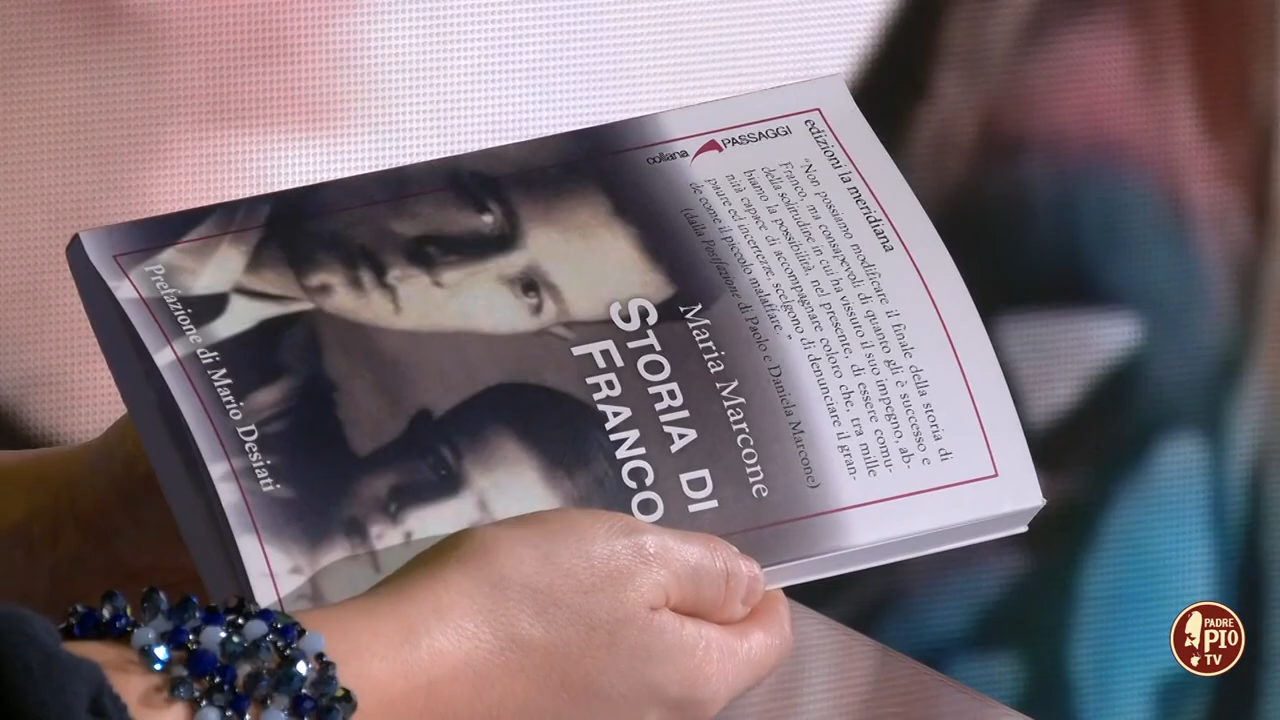 edizioni la meridiana
collana PASSAGGI
“Non possiamo modificare il finale della storia di
Franco, ma consapevoli di quanto gli è successo e
della solitudine in cui ha vissuto il suo impegno, ab-
biamo la possibilità, nel presente, di essere comu-
nità capace di accompagnare coloro che, tra mille
paure ed incertezze, scelgono di denunciare il gran-
de come il piccolo malaffare.”
(dalla Postfazione di Paolo e Daniela Marcone)
Maria Marcone
STORIA DI
FRANCO
Prefazione di Mario Desiati
PADRE
PIO
TV